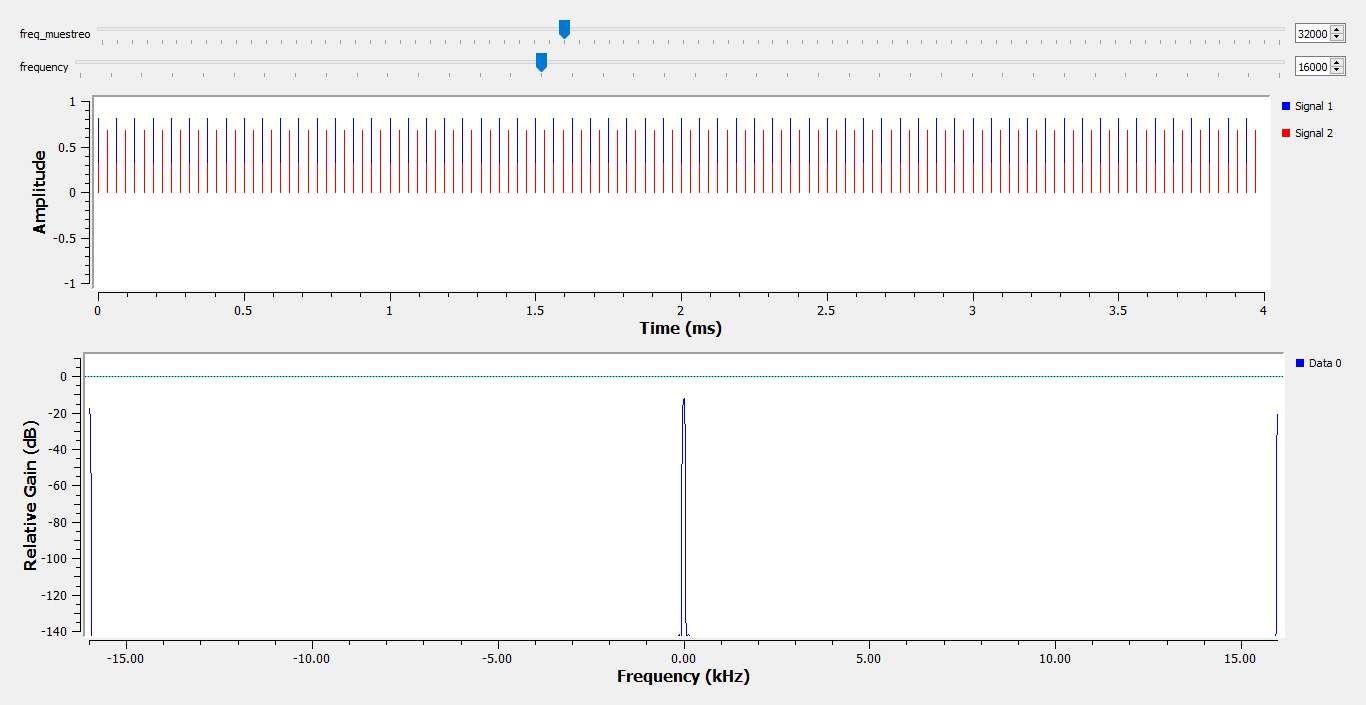 freq_muestreo 32000
frequency 16000
1
0.5
0
-0.5
-1
Amplitude
Signal 1
Signal 2
0 0.5 1 1.5 2 2.5 3 3.5 4
Time (ms)
0
-20
-40
-60
-80
-100
-120
-140
Relative Gain (dB)
Data 0
-15.00 -10.00 -5.00 0.00 5.00 10.00 15.00
Frequency (kHz)